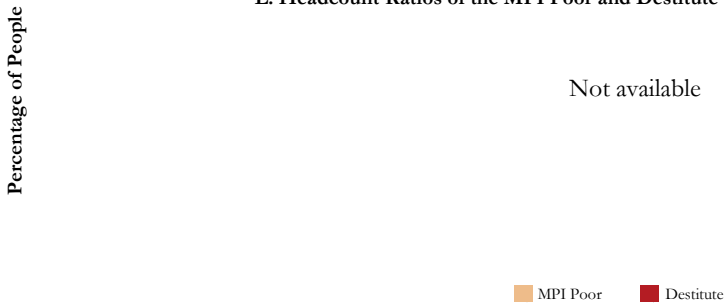 E. Headcount Ratios of the MPI Poor and Destitute
Percentage of People
Not available
MPI Poor
Destitute